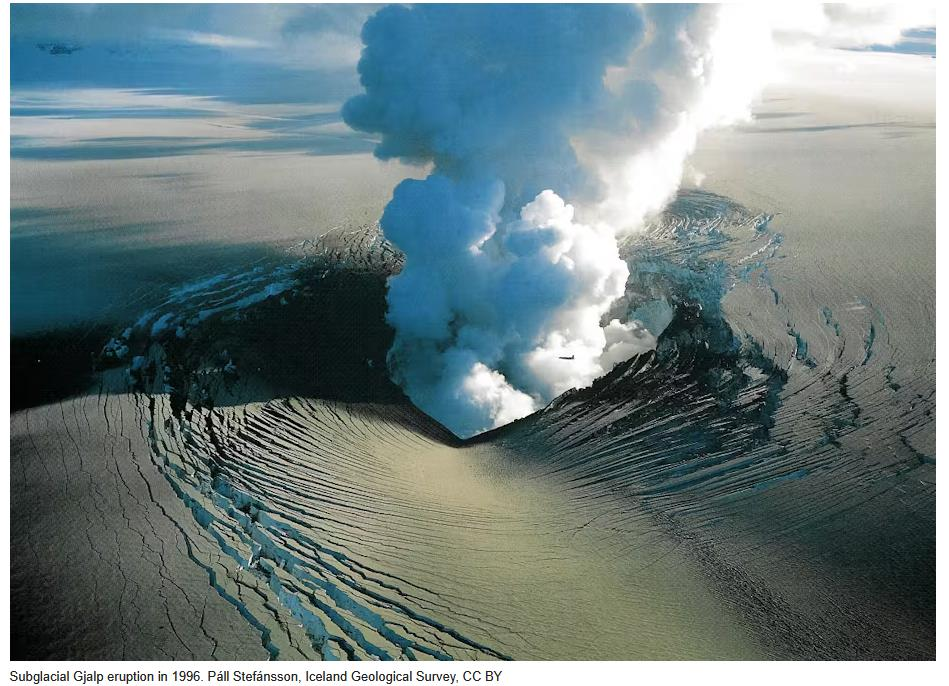 Subglacial Gjalp eruption in 1996. Páll Stefánsson, Iceland Geological Survey, CC BY